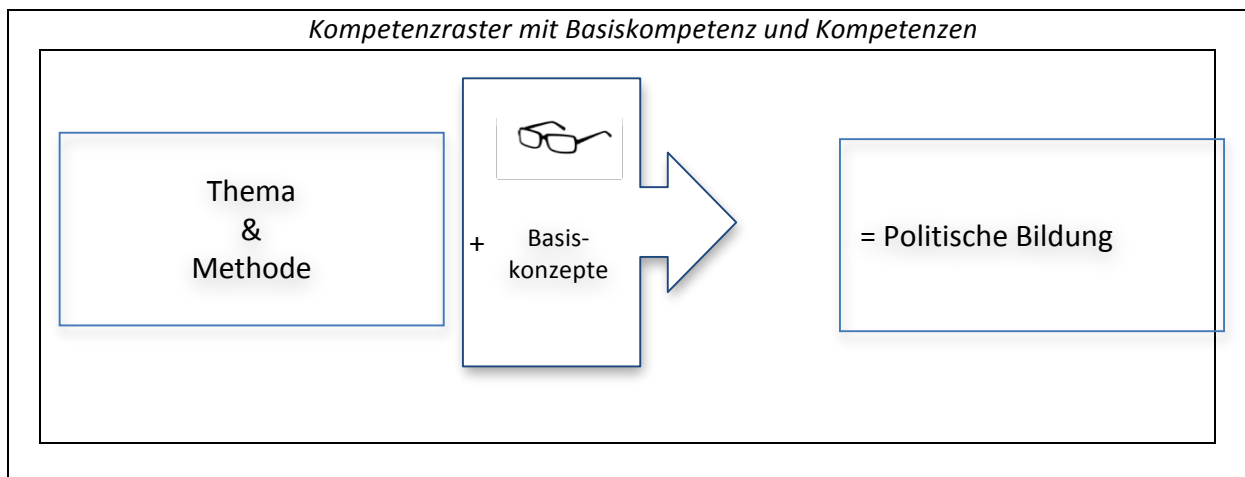 Kompetenzraster mit Basiskompetenz und Kompetenzen
Thema
&
Methode
+
Basis-
konzepte
= Politische Bildung